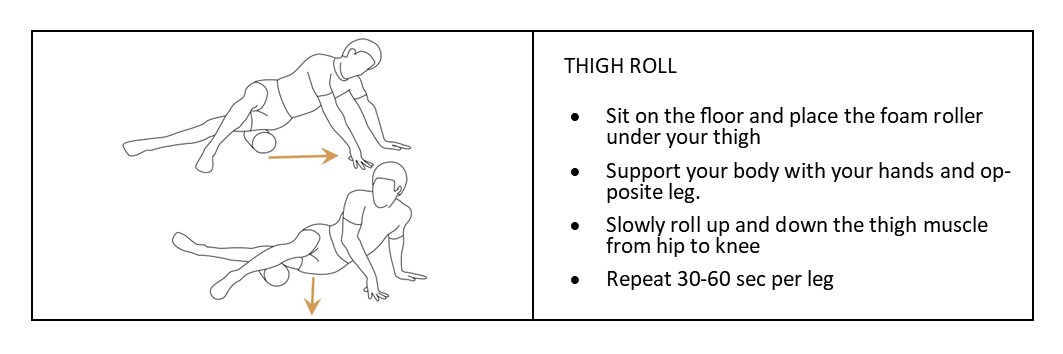 THIGH ROLL
• Sit on the floor and place the foam roller
under your thigh
• Support your body with your hands and op-
posite leg.
• Slowly roll up and down the thigh muscle
from hip to knee
• Repeat 30-60 sec per leg